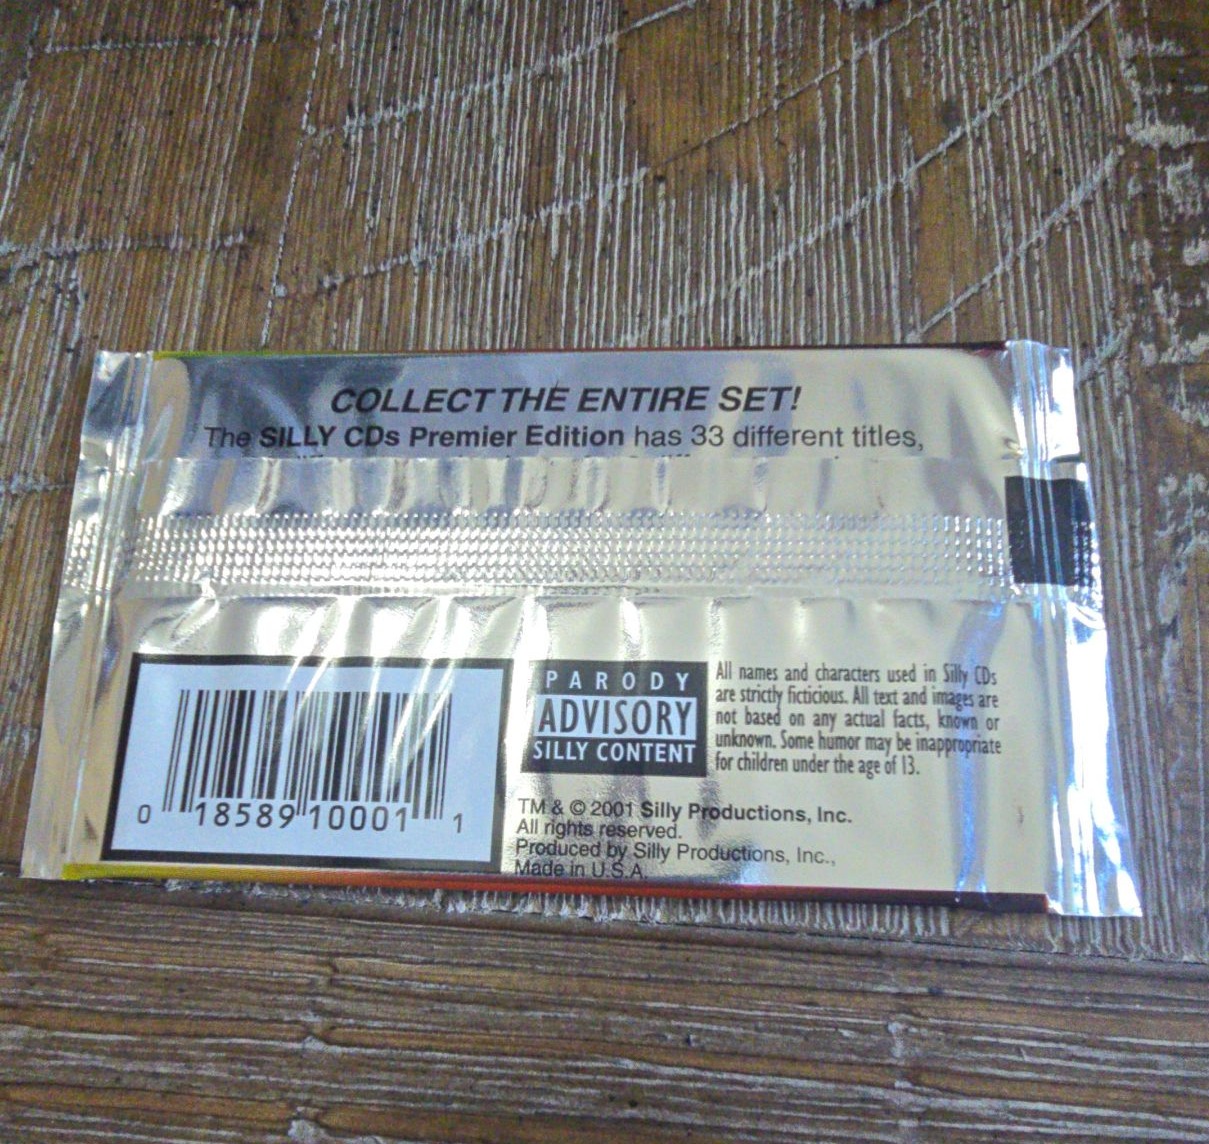 COLLECT THE ENTIRE SET!
The SILLY CDs Premier Edition has 33 different titles,
PARODY
ADVISORY
SILLY CONTENT
All names and characters used in Silly CDs
are strictly ficticious. All text and images are
not based on any actual facts, known or
unknown. Some humor may be inappropriate
for children under the age of 13.
0 18589 10001 1
TM & © 2001 Silly Productions, Inc.
All rights reserved.
Produced by Silly Productions, Inc.,
Made in U.S.A.